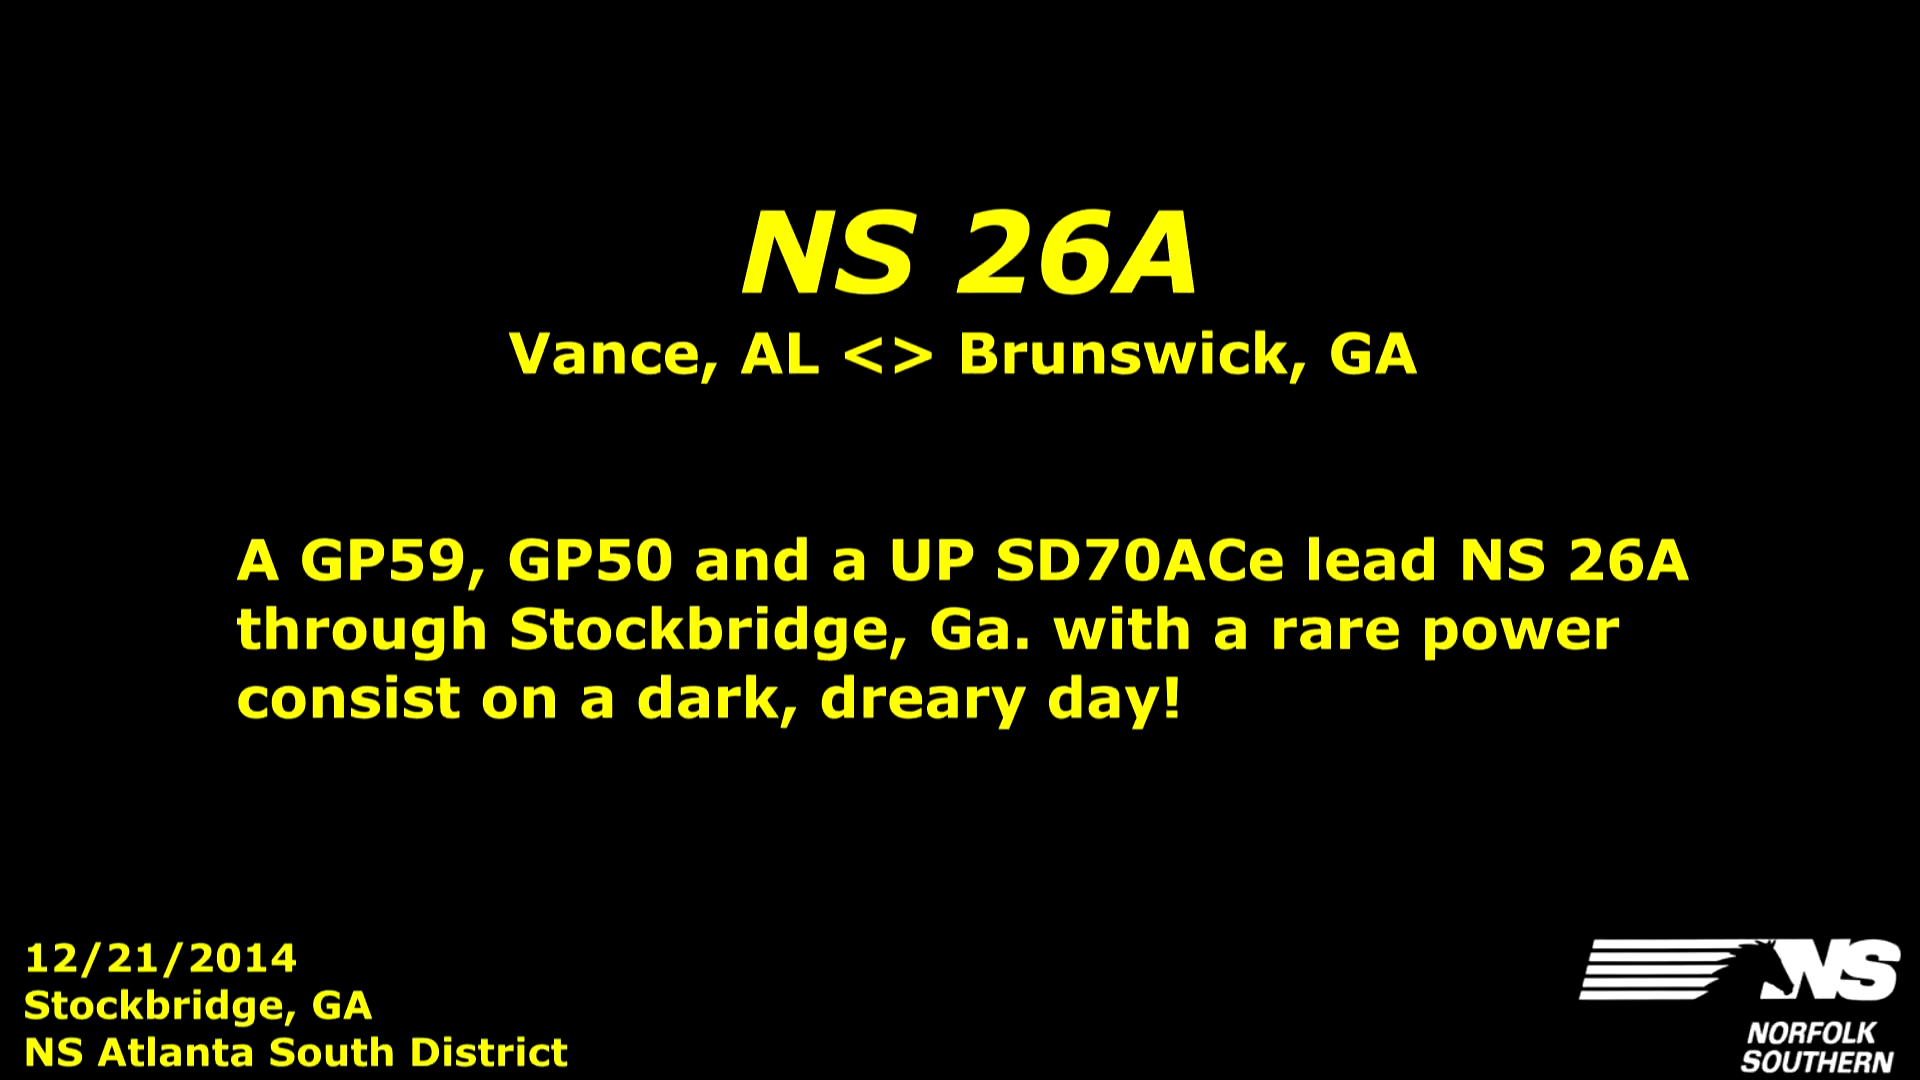 NS 26A
Vance, AL <> Brunswick, GA
A GP59, GP50 and a UP SD70ACe lead NS 26A
through Stockbridge, Ga. with a rare power
consist on a dark, dreary day!
12/21/2014
Stockbridge, GA
NS Atlanta South District
NS
NORFOLK
SOUTHERN